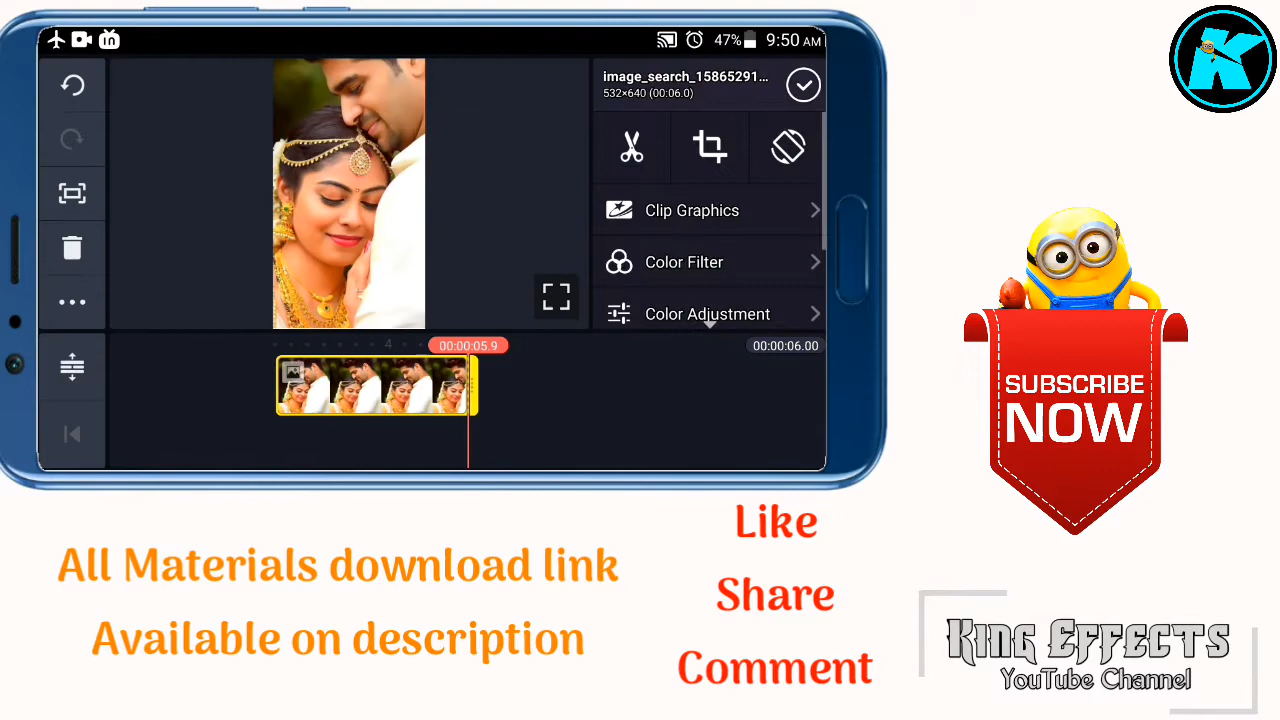 47%
9:50 AM
image_search_15865291...
532×640 (00:06.0)
Clip Graphics
Color Filter
Color Adjustment
4
00:00:05.9
00:00:06.00
K
SUBSCRIBE
NOW
All Materials download link
Available on description
Like
Share
Comment
King Effects
YouTube Channel